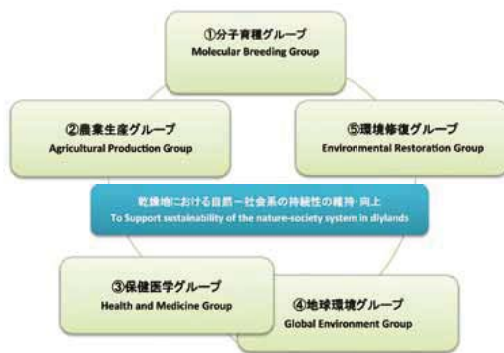 ①分子育種グループ
Molecular Breeding Group
②農業生産グループ
Agricultural Production Group
⑤環境修復グループ
Environmental Restoration Group
乾燥地における自然－社会系の持続性の維持・向上
To Support sustainability of the nature-society system in dlylands
③保健医学グループ
Health and Medicine Group
④地球環境グループ
Global Environment Group